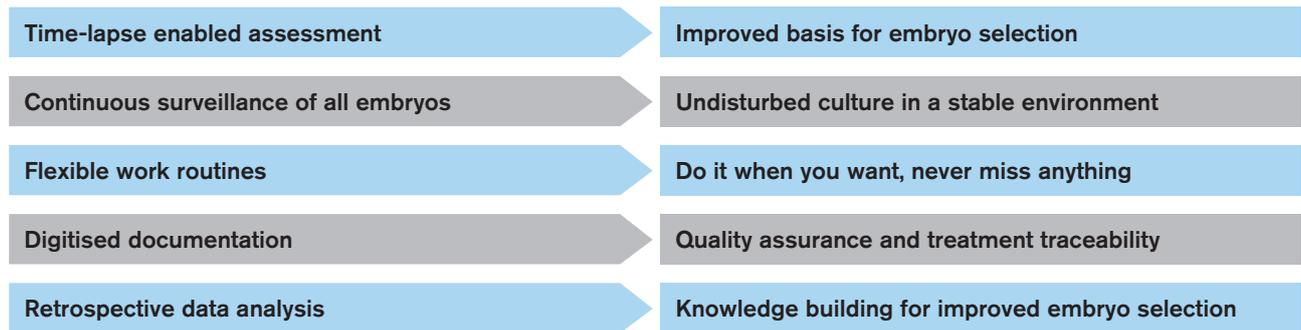 Time-lapse enabled assessment
Improved basis for embryo selection
Continuous surveillance of all embryos
Undisturbed culture in a stable environment
Flexible work routines
Do it when you want, never miss anything
Digitised documentation
Quality assurance and treatment traceability
Retrospective data analysis
Knowledge building for improved embryo selection